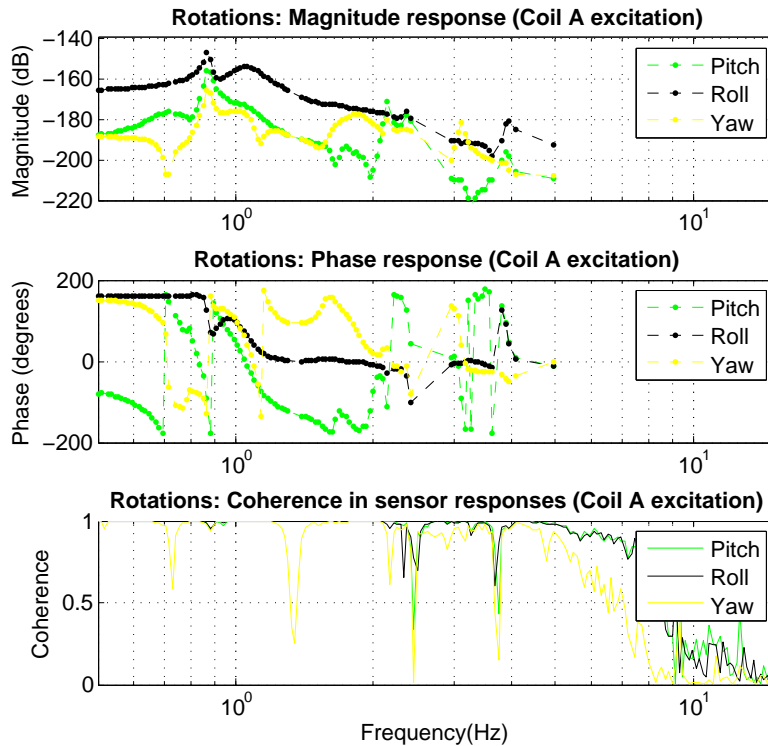 Rotations: Magnitude response (Coil A excitation)
Magnitude (dB)
−140
−160
−180
−200
−220
10^0
10^1
Pitch
Roll
Yaw
Rotations: Phase response (Coil A excitation)
Phase (degrees)
200
0
−200
10^0
10^1
Pitch
Roll
Yaw
Rotations: Coherence in sensor responses (Coil A excitation)
Coherence
1
0.5
0
10^0
10^1
Pitch
Roll
Yaw
Frequency(Hz)